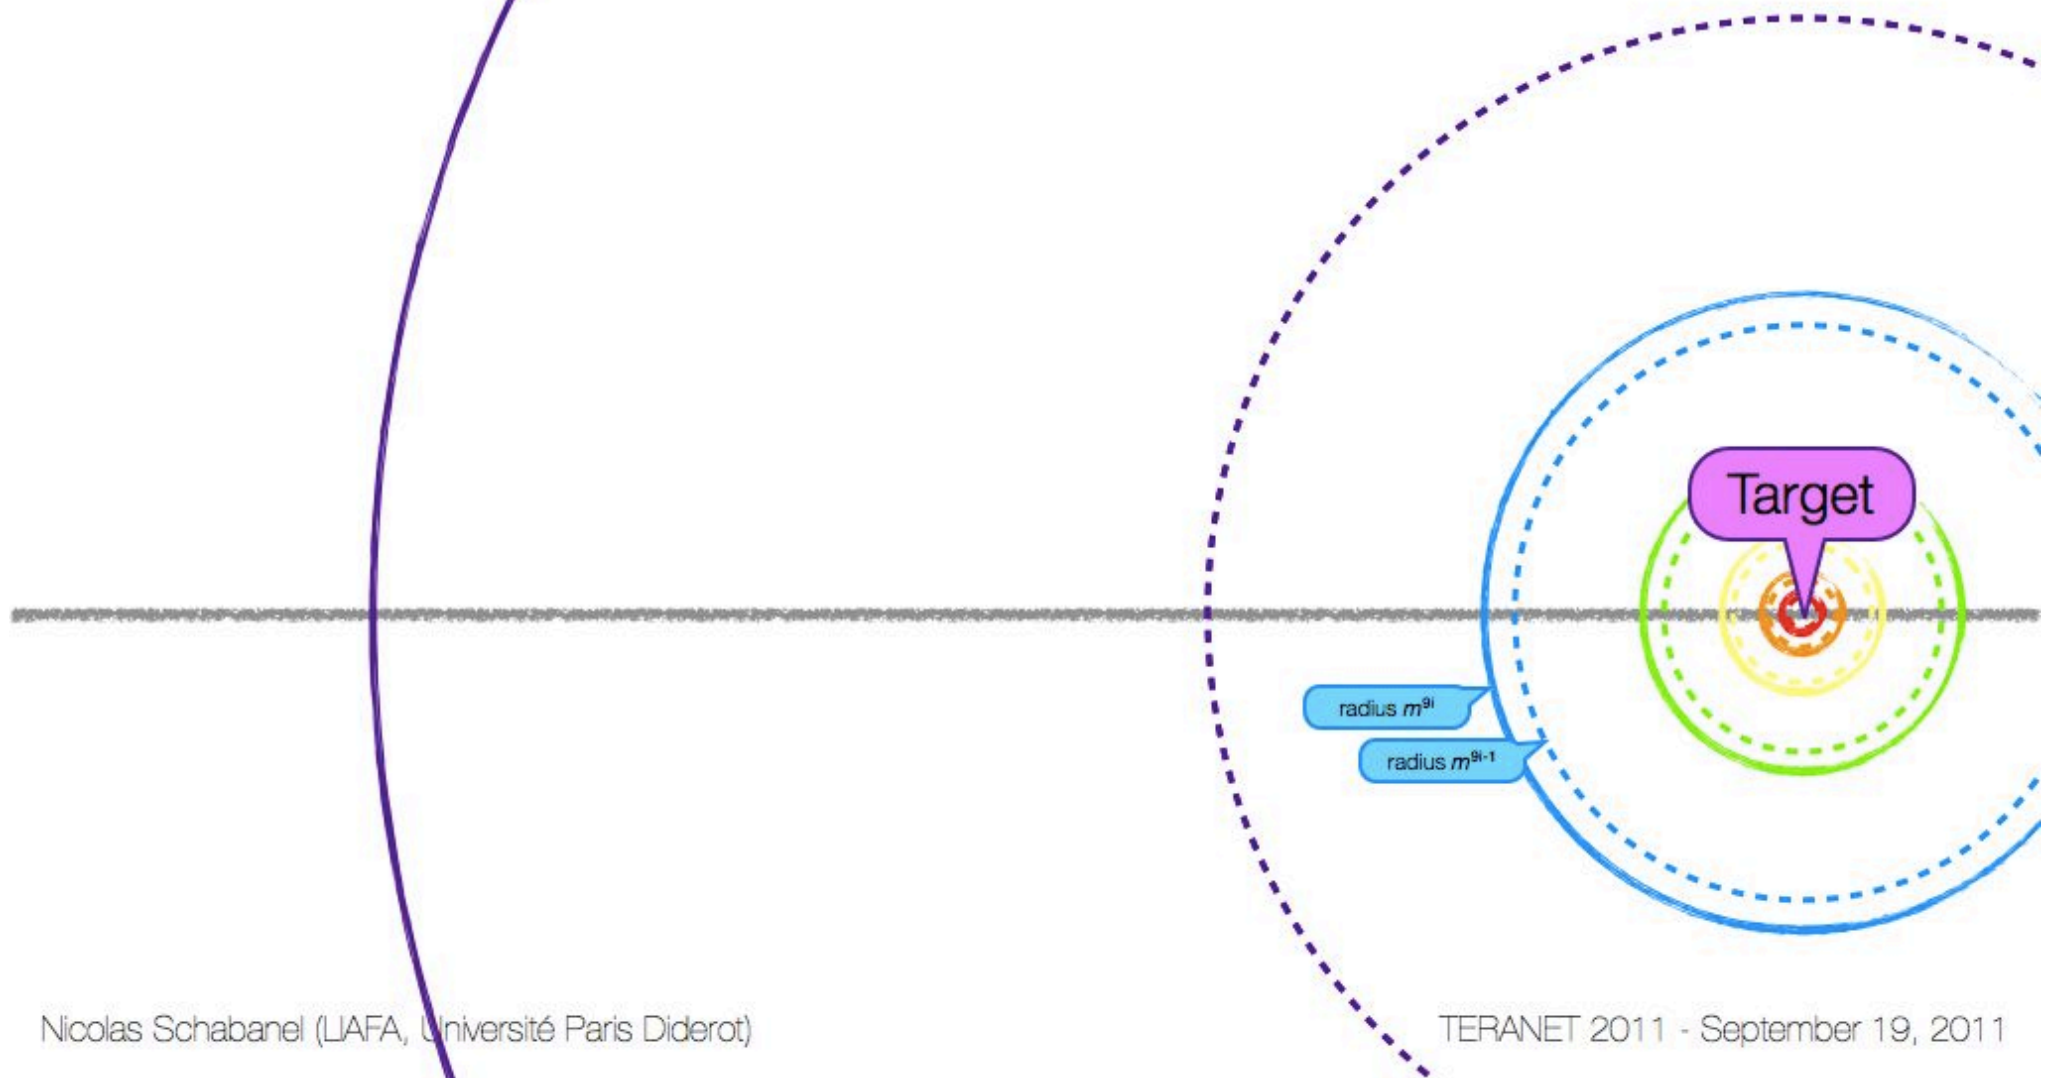 Target
radius m^9i
radius m^9i-1
Nicolas Schabanel (LIAFA, Université Paris Diderot)
TERANET 2011 - September 19, 2011